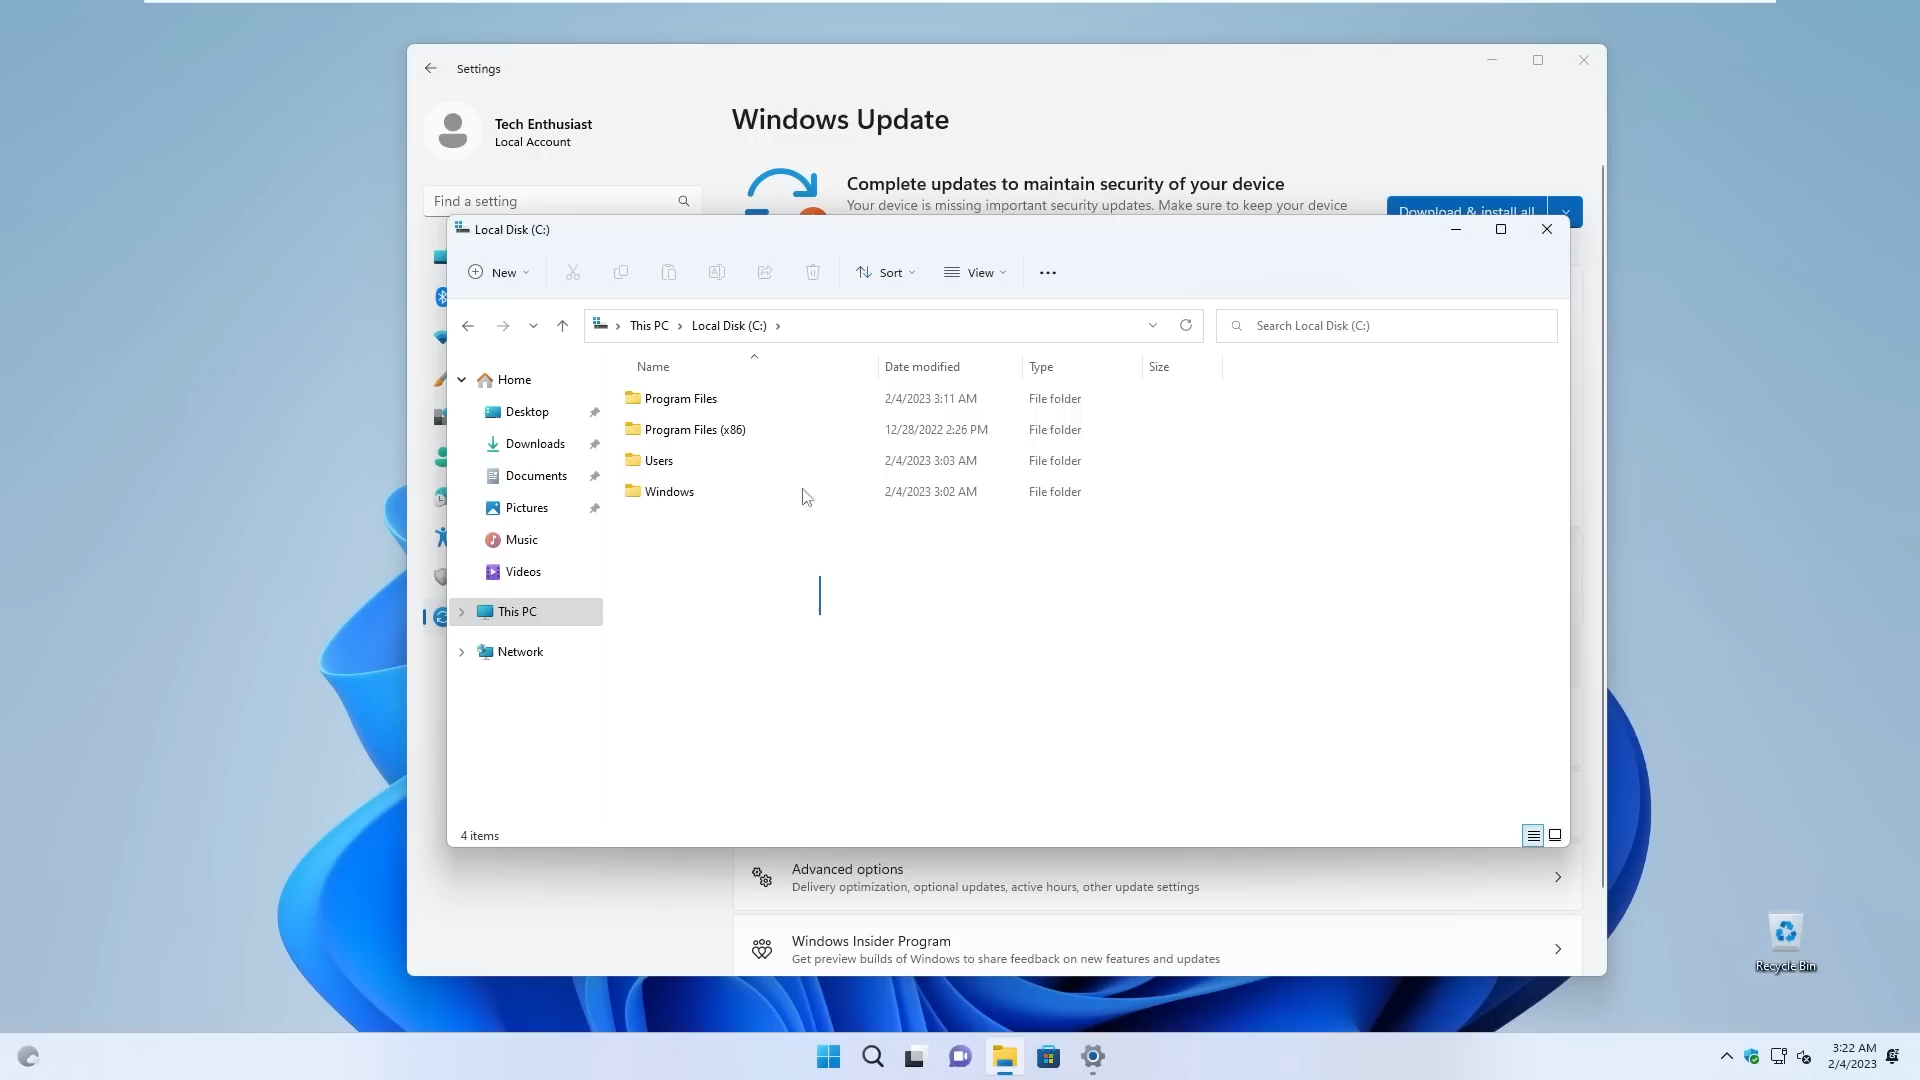 Settings
Tech Enthusiast
Local Account
Find a setting
Windows Update
Complete updates to maintain security of your device
Your device is missing important security updates. Make sure to keep your device
Download & install all
Local Disk (C:)
New
Sort
View
This PC
Local Disk (C:)
Search Local Disk (C:)
Home
Desktop
Downloads
Documents
Pictures
Music
Videos
This PC
Network
Name Date modified Type Size
Program Files 2/4/2023 3:11 AM File folder
Program Files (x86) 12/28/2022 2:26 PM File folder
Users 2/4/2023 3:03 AM File folder
Windows 2/4/2023 3:02 AM File folder
4 items
Advanced options
Delivery optimization, optional updates, active hours, other update settings
Windows Insider Program
Get preview builds of Windows to share feedback on new features and updates
Recycle Bin
3:22 AM
2/4/2023